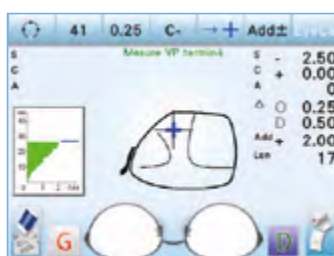 41 0.25 C- Add±
Mesure VP terminé
S
C
A
S - 2.50
C + 0.00
A 0
△ O 0.25
D 0.50
Add + 2.00
Len 17
G
D